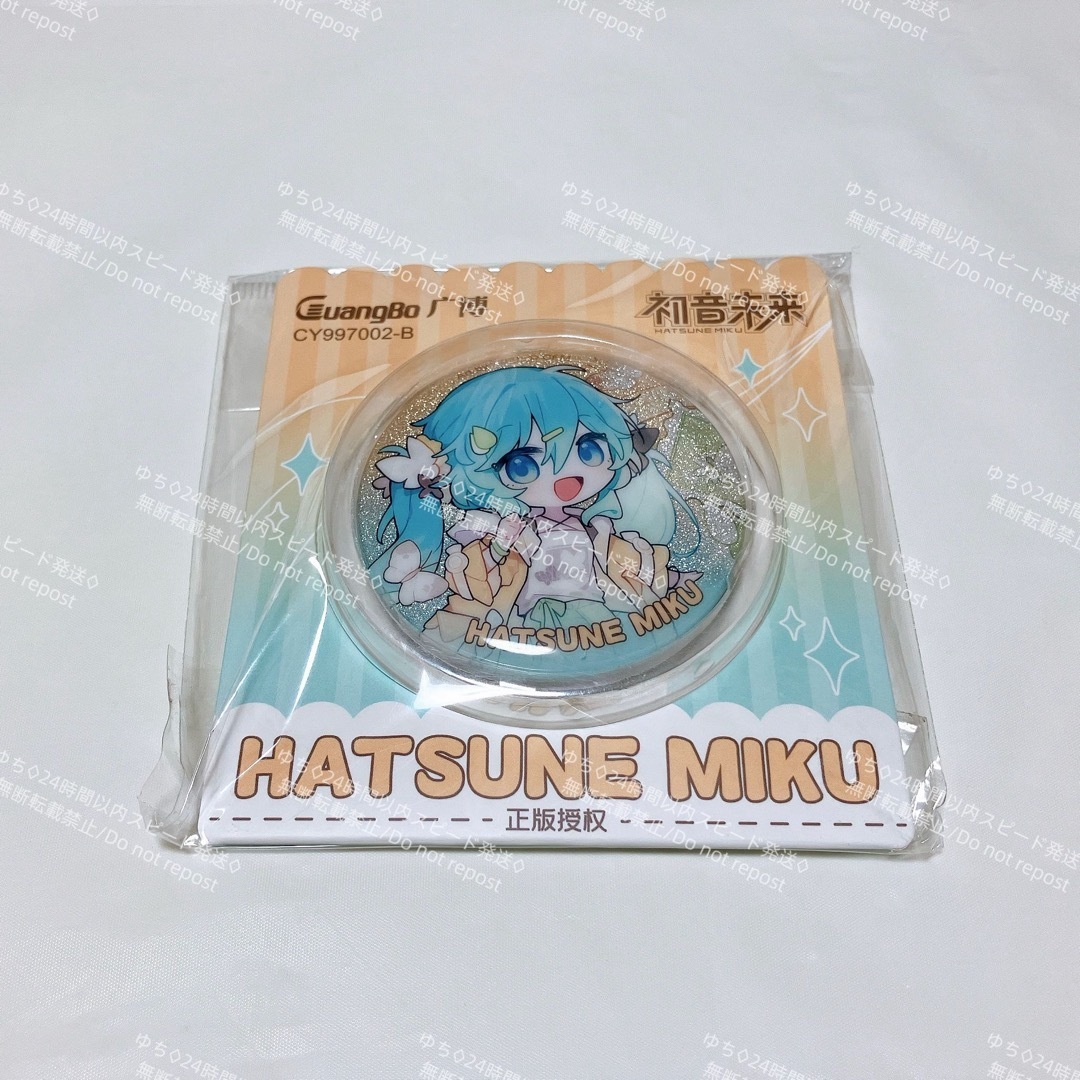 GuangBo 广博
CY997002-B
初音未来
HATSUNE MIKU
HATSUNE MIKU
HATSUNE MIKU
正版授权
ゆち◇24時間以内スピード発送◇
無断転載禁止/Do not repost